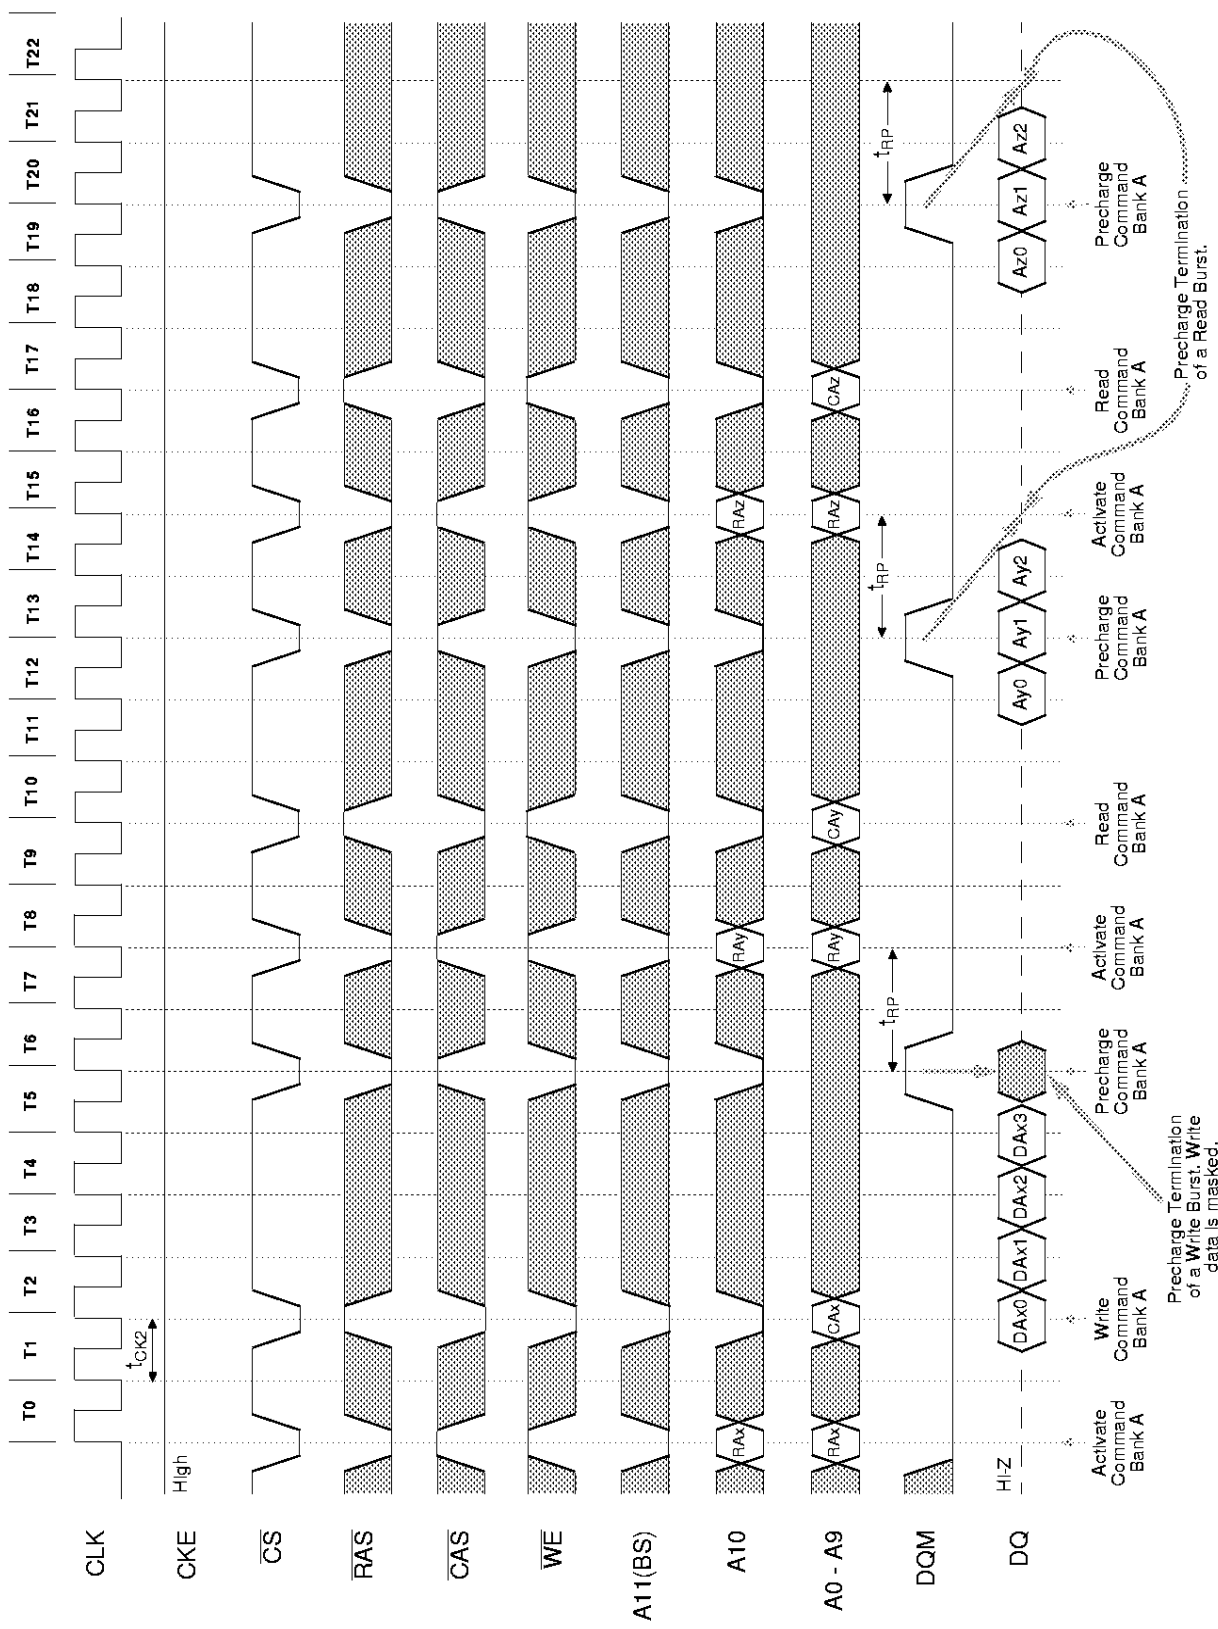 T0 T1 T2 T3 T4 T5 T6 T7 T8 T9 T10 T11 T12 T13 T14 T15 T16 T17 T18 T19 T20 T21 T22
CLK
tCK2
CKE
High
CS
RAS
CAS
WE
A11(BS)
A10
RAx RAy RAz
A0 - A9
RAx CAx RAy CAy RAz CAz
tRP tRP tRP
DQM
DQ
Hi-Z
DAx0 DAx1 DAx2 DAx3 Ay0 Ay1 Ay2 Az0 Az1 Az2
Activate
Command
Bank A
Write
Command
Bank A
Precharge
Command
Bank A
Activate
Command
Bank A
Read
Command
Bank A
Precharge
Command
Bank A
Activate
Command
Bank A
Read
Command
Bank A
Precharge
Command
Bank A
Precharge Termination
of a Write Burst. Write
data is masked.
Precharge Termination
of a Read Burst.